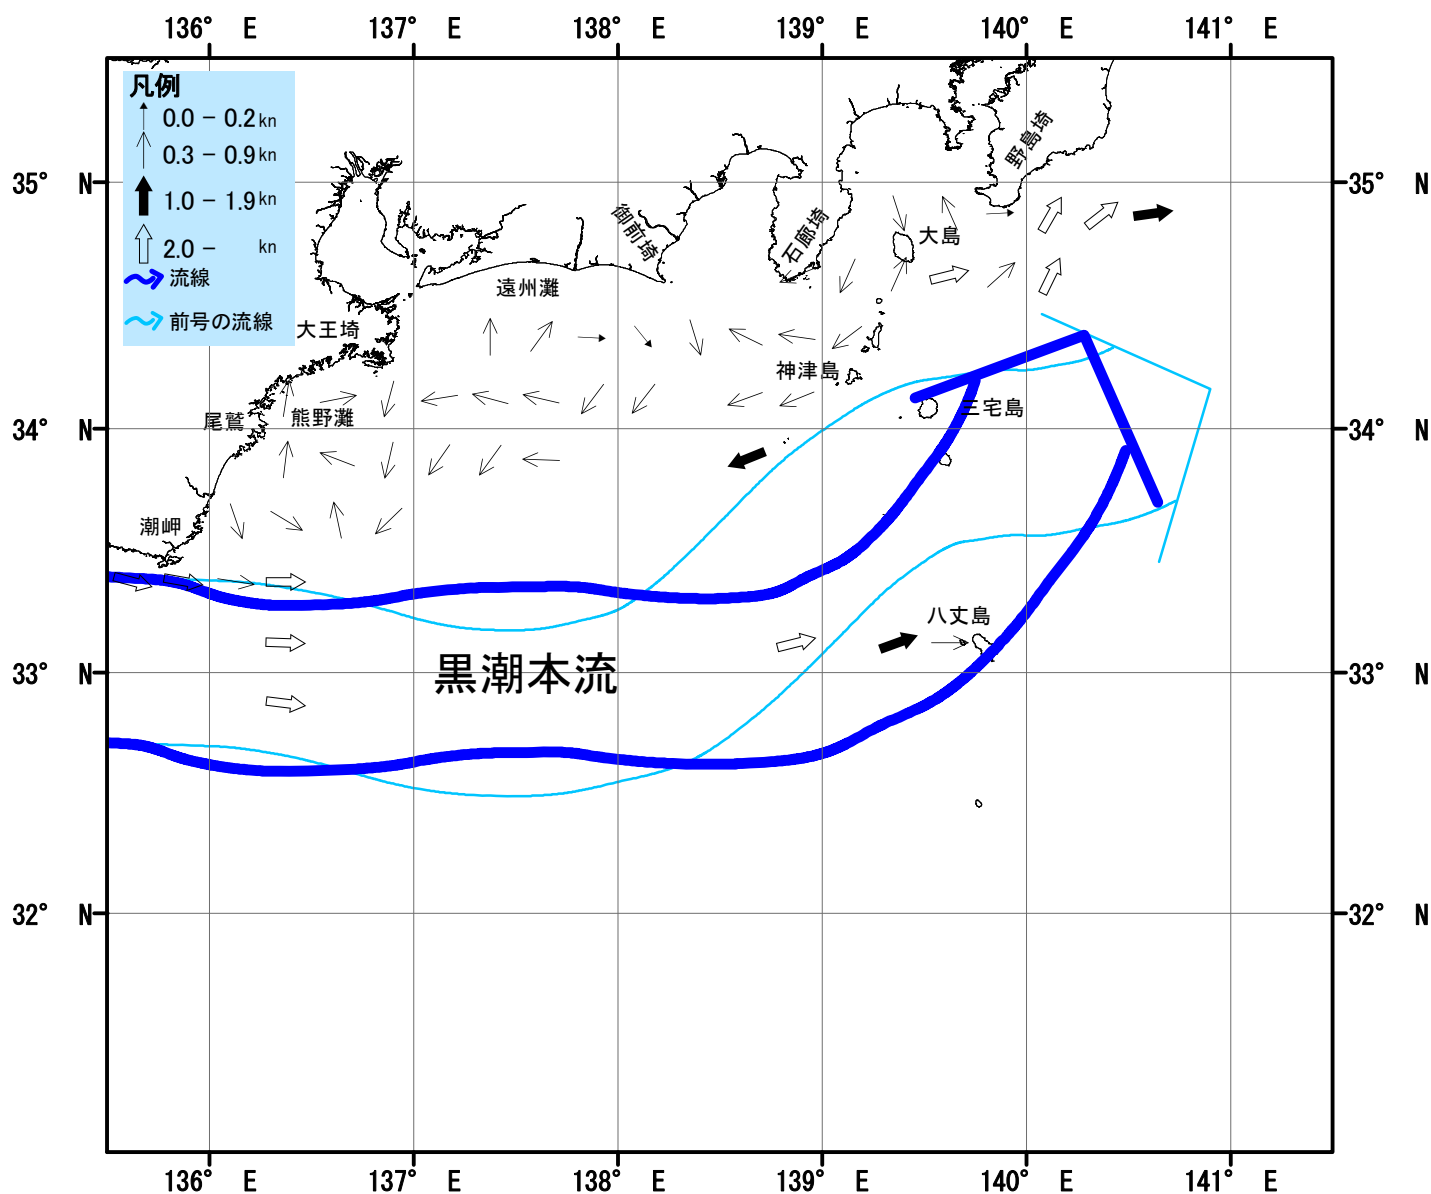 136° E 137° E 138° E 139° E 140° E 141° E
凡例
0.0 - 0.2kn
0.3 - 0.9kn
1.0 - 1.9kn
2.0 - kn
流線
前号の流線
野島埼
35° N
35° N
御前埼
石廊埼
大島
遠州灘
大王埼
神津島
三宅島
尾鷲
熊野灘
34° N
34° N
潮岬
八丈島
黒潮本流
33° N
33° N
32° N
32° N
136° E 137° E 138° E 139° E 140° E 141° E